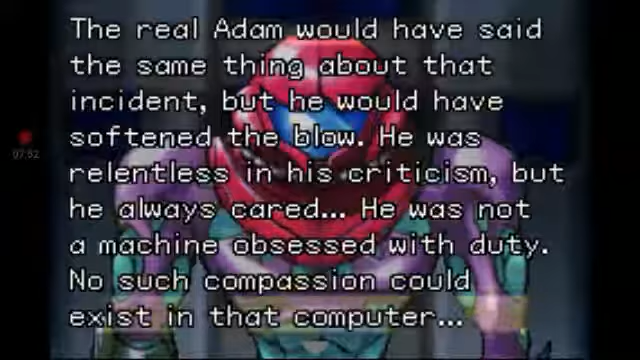 The real Adam would have said
the same thing about that
incident, but he would have
softened the blow. He was
relentless in his criticism, but
he always cared... He was not
a machine obsessed with duty.
No such compassion could
exist in that computer...
07:52